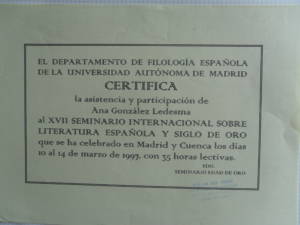 EL DEPARTAMENTO DE FILOLOGÍA ESPAÑOLA
DE LA UNIVERSIDAD AUTÓNOMA DE MADRID
CERTIFICA
la asistencia y participación de
Ana González Ledesma
al XVII SEMINARIO INTERNACIONAL SOBRE
LITERATURA ESPAÑOLA Y SIGLO DE ORO
que se ha celebrado en Madrid y Cuenca los días
10 al 14 de marzo de 1997, con 35 horas lectivas.
SEMINARIO EDAD DE ORO